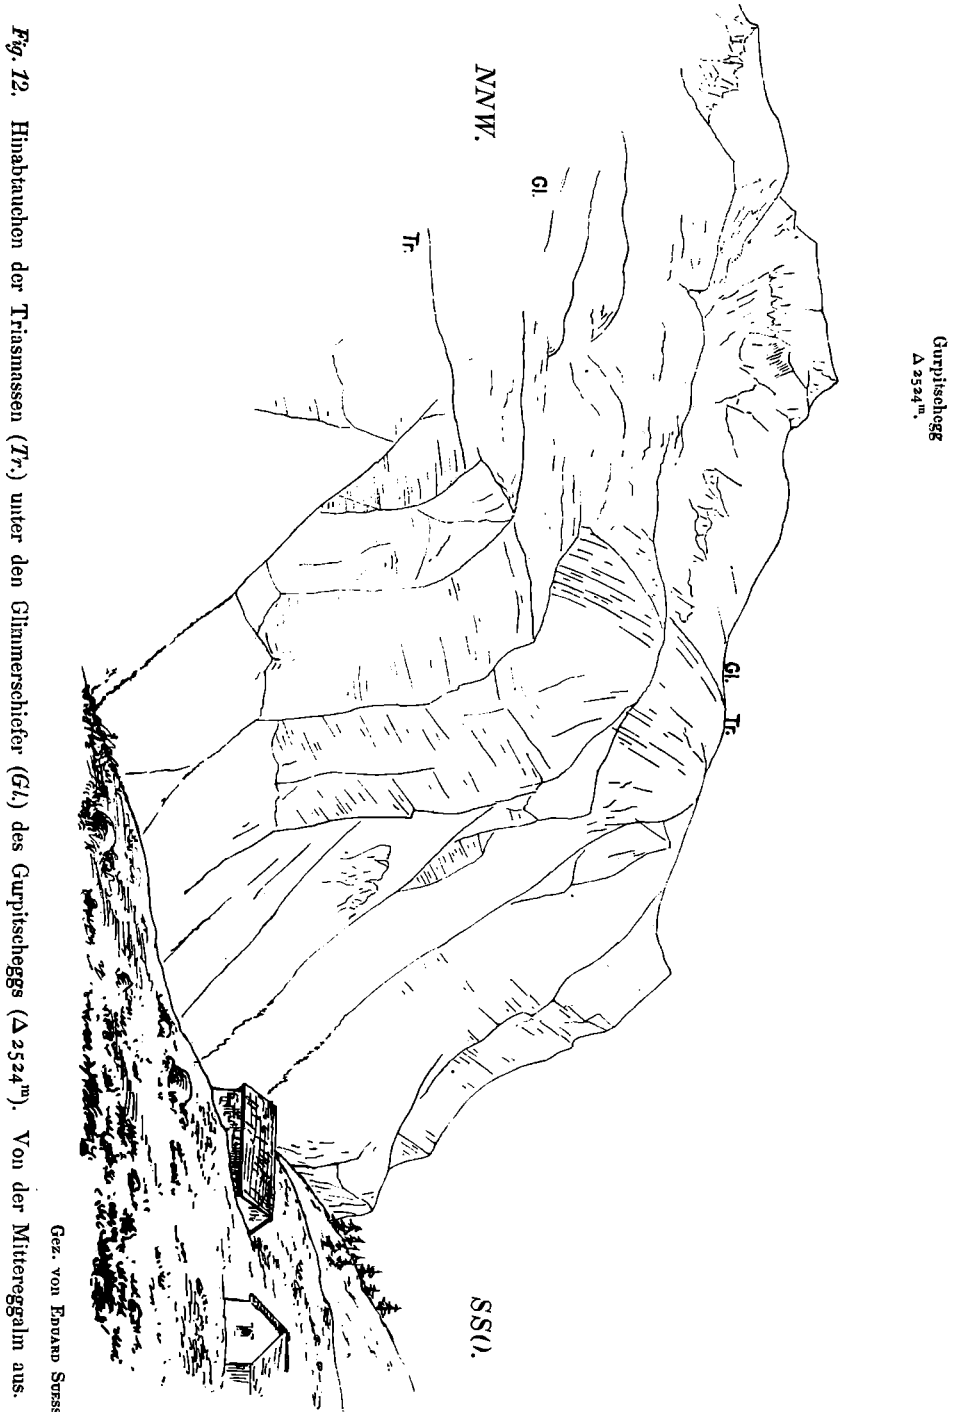 Gurpitschegg
Δ 2524ᵐ.
NNW.
SSO.
Gl.
Tr.
Gl. Tr.
Gez. von EDUARD SUESS
Fig. 12. Hinabtauchen der Triasmassen (Tr.) unter den Glimmerschiefer (Gl.) des Gurpitscheggs (Δ 2524ᵐ). Von der Mittereggalm aus.